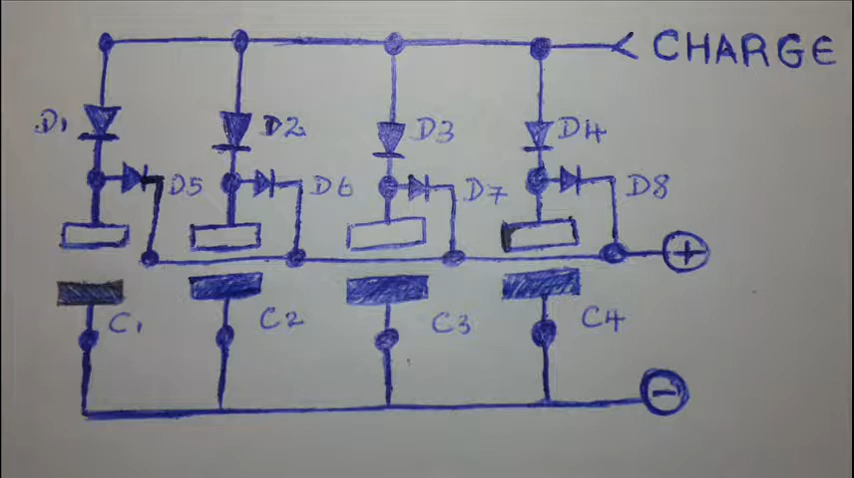 CHARGE
D1 D2 D3 D4
D5 D6 D7 D8
+
C1 C2 C3 C4
-